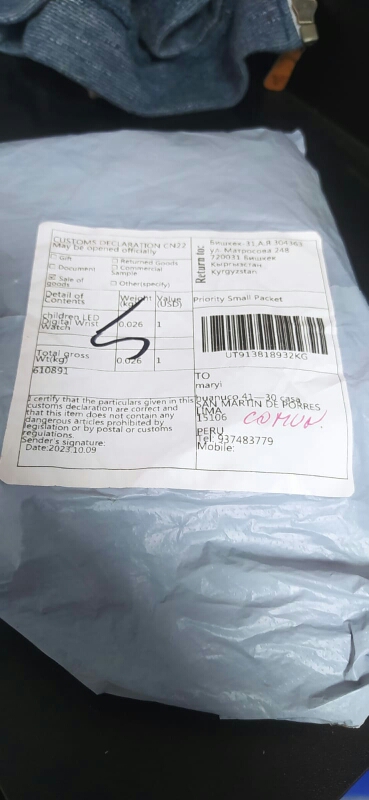 CUSTOMS DECLARATION CN22
May be opened officially
Gift
Returned Goods
Document
Commercial Sample
Sale of goods
Other(specify)
Detail of Contents
Weight (kg)
Value (USD)
children LED Digital Wrist Watch
0.026
1
Total gross Wt(kg)
0.026
1
610891
I certify that the particulars given in this
customs declaration are correct and
that this item does not contain any
dangerous articles prohibited by
legislation or by postal or customs
regulations.
Sender's signature:
Date:2023.10.09
Return to:
ул. Матросова 248
720031 Бишкек
Кыргызстан
Kyrgyzstan
Priority Small Packet
UT913818932KG
TO
maryi
huanuco 41—30 casa
SAN MARTIN DE PORRES
LIMA
15106
PERU
Tel: 937483779
Mobile:
5
COMUN.